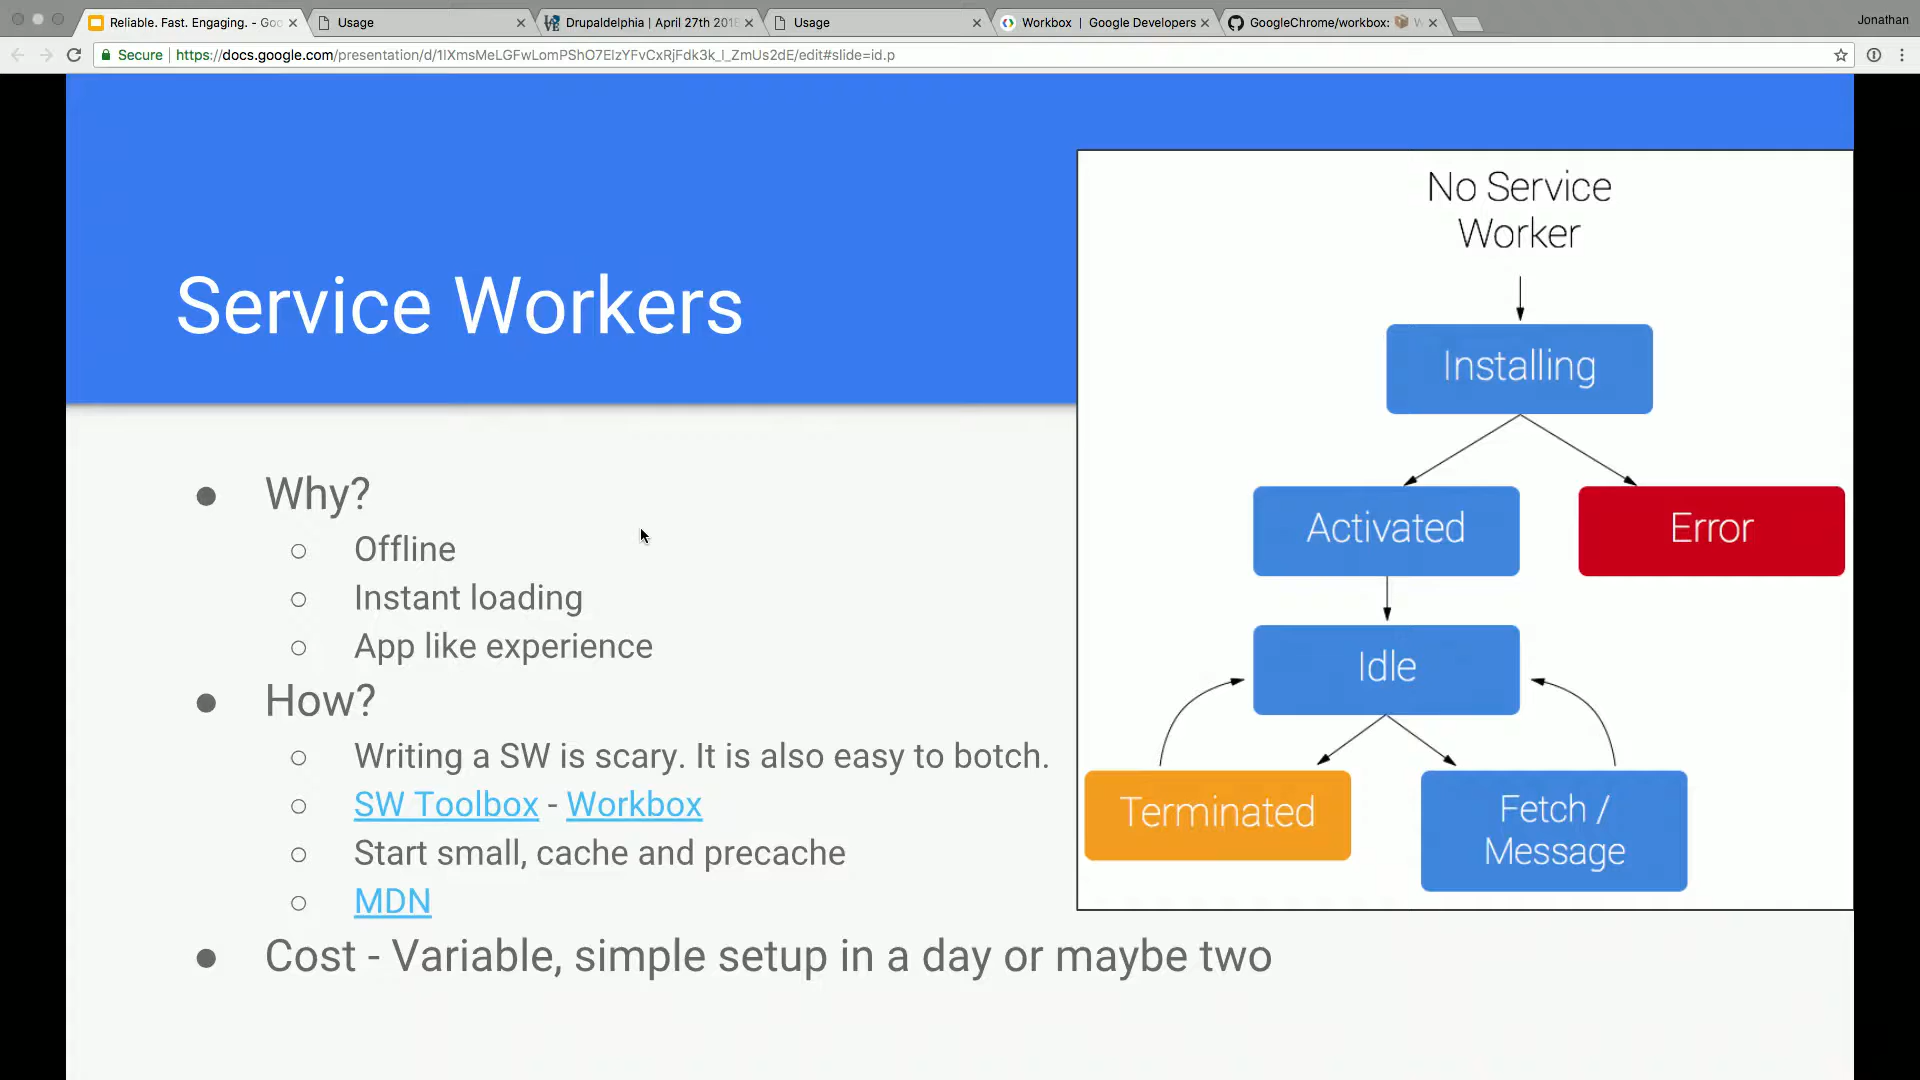 Reliable. Fast. Engaging. - Goo
Usage
Drupaldelphia | April 27th 2018
Usage
Workbox | Google Developers
GoogleChrome/workbox: 📦 W
Jonathan
Secure
https://docs.google.com/presentation/d/1IXmsMeLGFwLomPShO7EIzYFvCxRjFdk3k_l_ZmUs2dE/edit#slide=id.p
Service Workers
Why?
Offline
Instant loading
App like experience
How?
Writing a SW is scary. It is also easy to botch.
SW Toolbox - Workbox
Start small, cache and precache
MDN
Cost - Variable, simple setup in a day or maybe two
No Service
Worker
Installing
Activated
Error
Idle
Terminated
Fetch /
Message